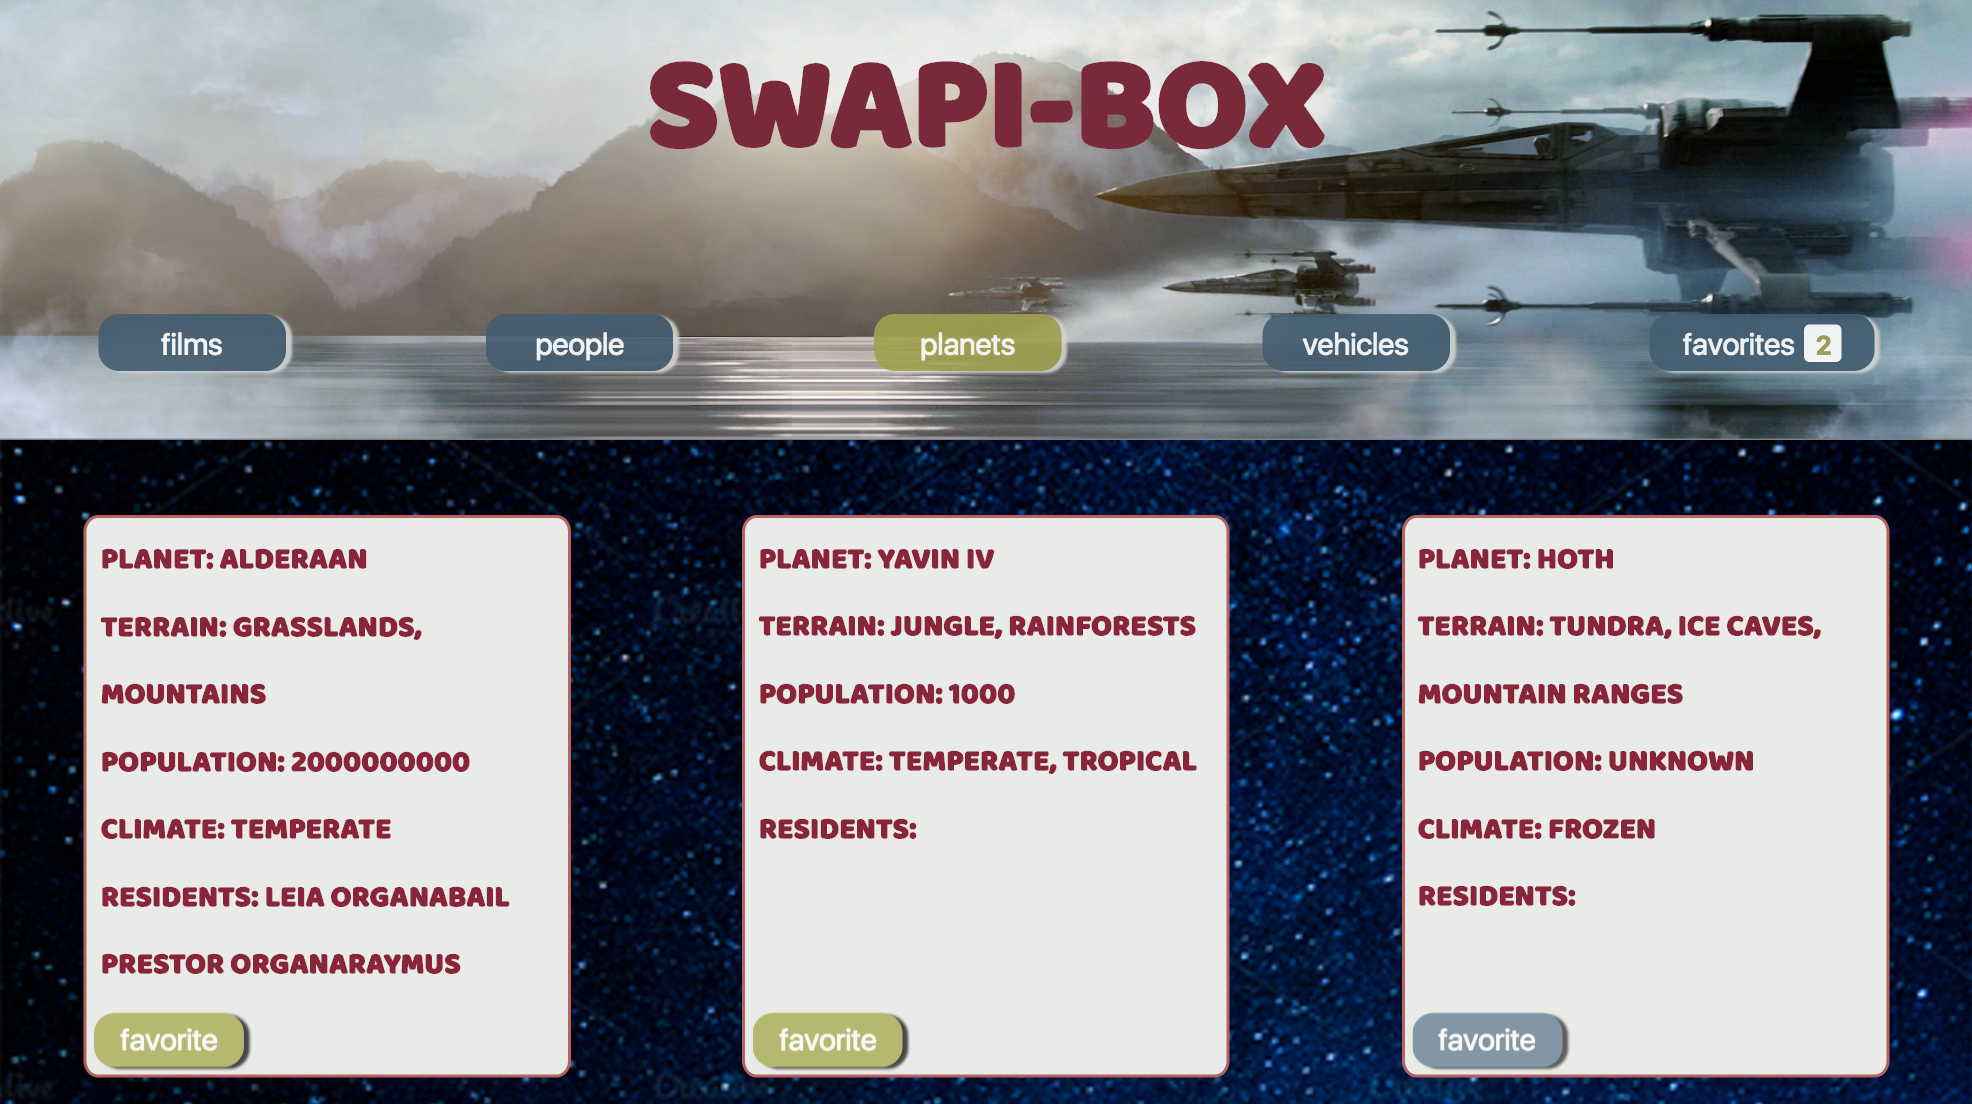 SWAPI-BOX
films
people
planets
vehicles
favorites 2
PLANET: ALDERAAN
TERRAIN: GRASSLANDS,
MOUNTAINS
POPULATION: 2000000000
CLIMATE: TEMPERATE
RESIDENTS: LEIA ORGANABAIL
PRESTOR ORGANARAYMUS
favorite
PLANET: YAVIN IV
TERRAIN: JUNGLE, RAINFORESTS
POPULATION: 1000
CLIMATE: TEMPERATE, TROPICAL
RESIDENTS:
favorite
PLANET: HOTH
TERRAIN: TUNDRA, ICE CAVES,
MOUNTAIN RANGES
POPULATION: UNKNOWN
CLIMATE: FROZEN
RESIDENTS:
favorite